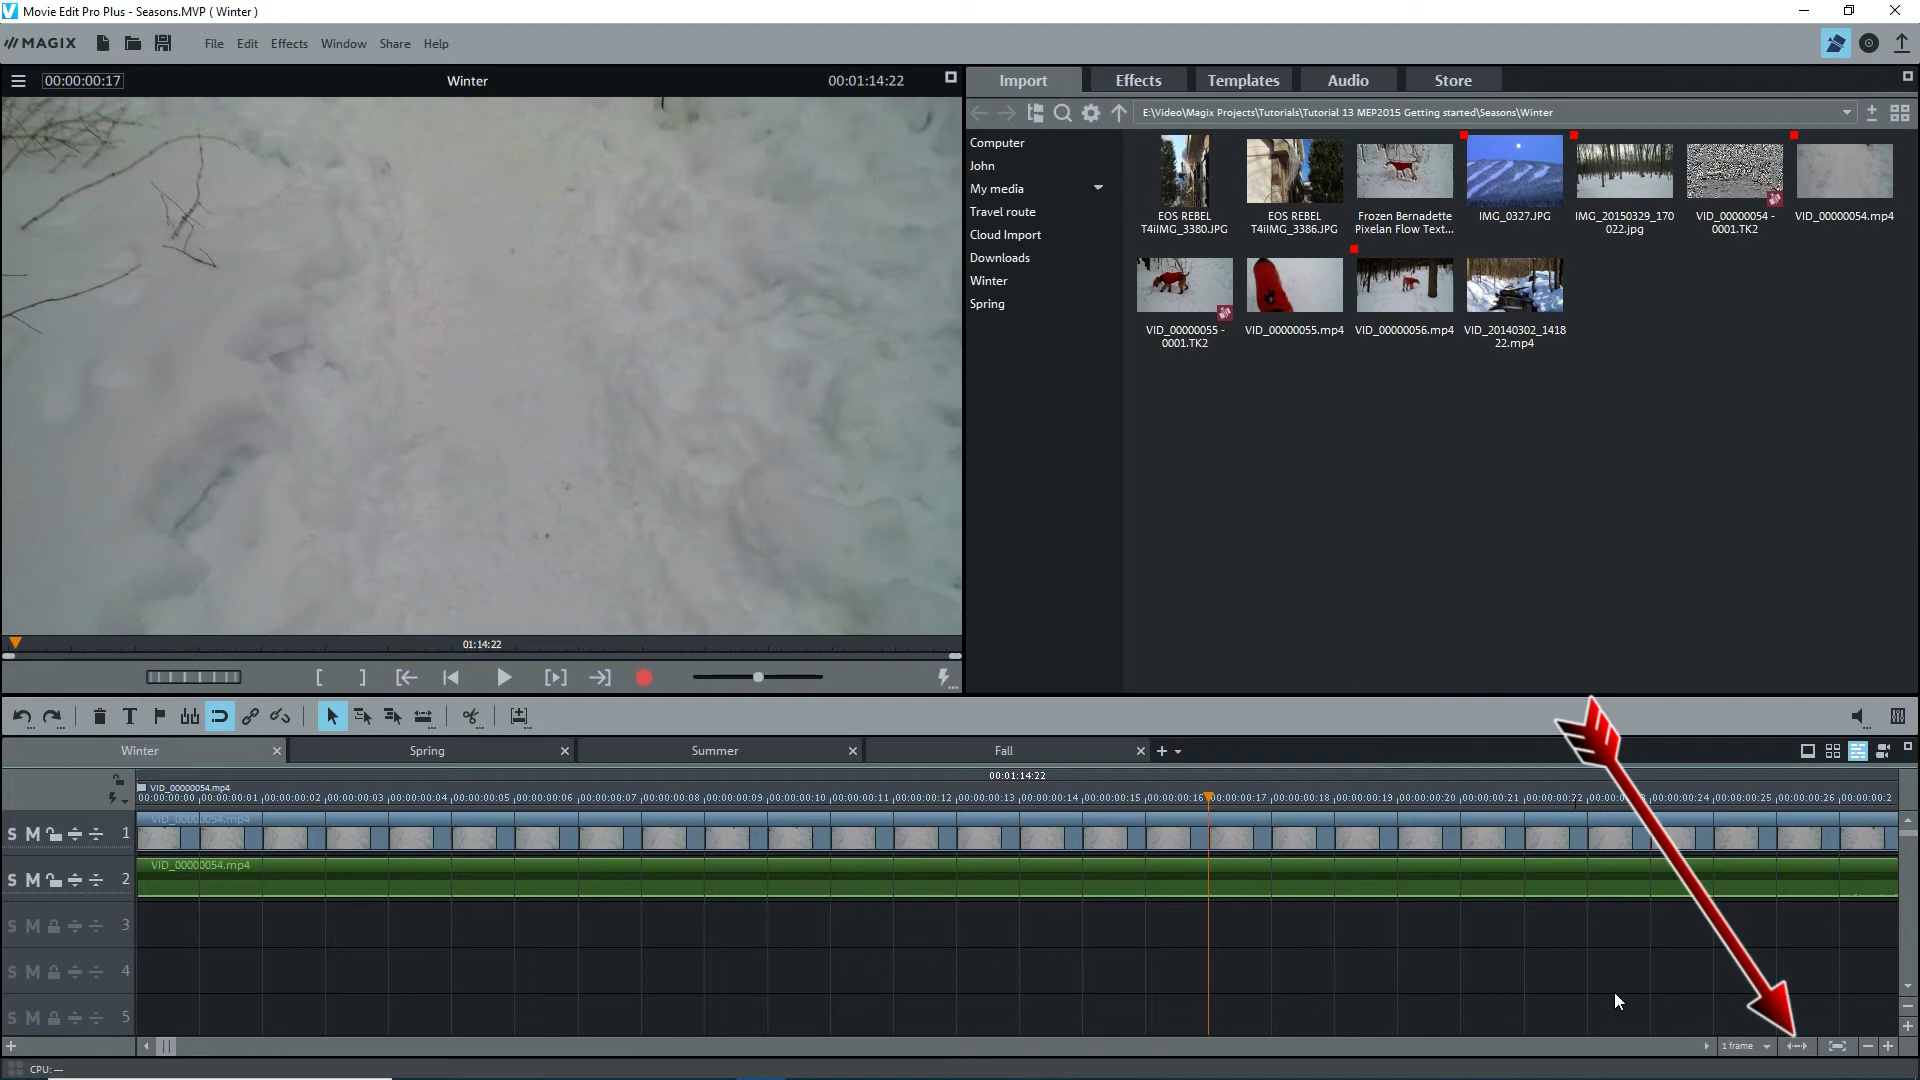 Movie Edit Pro Plus - Seasons.MVP ( Winter )
MAGIX File Edit Effects Window Share Help
00:00:00:17 Winter 00:01:14:22
Import Effects Templates Audio Store
E:\Video\Magix Projects\Tutorials\Tutorial 13 MEP2015 Getting started\Seasons\Winter
Computer
John
My media
Travel route
Cloud Import
Downloads
Winter
Spring
EOS REBEL
T4iIMG_3380.JPG
EOS REBEL
T4iIMG_3386.JPG
Frozen Bernadette
Pixelan Flow Text...
IMG_0327.JPG
IMG_20150329_170
022.jpg
VID_00000054 -
0001.TK2
VID_00000054.mp4
VID_00000055 -
0001.TK2
VID_00000055.mp4
VID_00000056.mp4
VID_20140302_1418
22.mp4
01:14:22
Winter Spring Summer Fall
00:01:14:22
VID_00000054.mp4
00:00:00:00 00:00:00:01 00:00:00:02 00:00:00:03 00:00:00:04 00:00:00:05 00:00:00:06 00:00:00:07 00:00:00:08 00:00:00:09 00:00:00:10 00:00:00:11 00:00:00:12 00:00:00:13 00:00:00:14 00:00:00:15 00:00:00:16 00:00:00:17 00:00:00:18 00:00:00:19 00:00:00:20 00:00:00:21 00:00:00:22 00:00:00:24 00:00:00:25 00:00:00:26 00:00:00:2
VID_00000054.mp4
S M 1
VID_00000054.mp4
S M 2
S M 3
S M 4
S M 5
1 frame
CPU: —